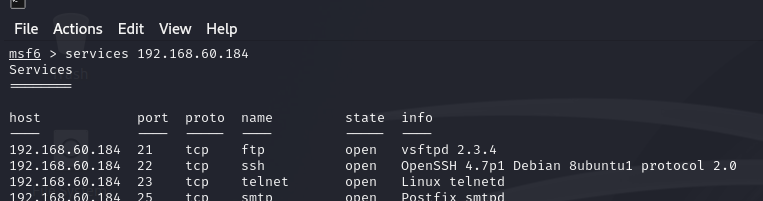 File Actions Edit View Help
msf6 > services 192.168.60.184
Services
========
host port proto name state info
---- ---- ----- ---- ----- ----
192.168.60.184 21 tcp ftp open vsftpd 2.3.4
192.168.60.184 22 tcp ssh open OpenSSH 4.7p1 Debian 8ubuntu1 protocol 2.0
192.168.60.184 23 tcp telnet open Linux telnetd
192.168.60.184 25 tcp smtp open Postfix smtpd